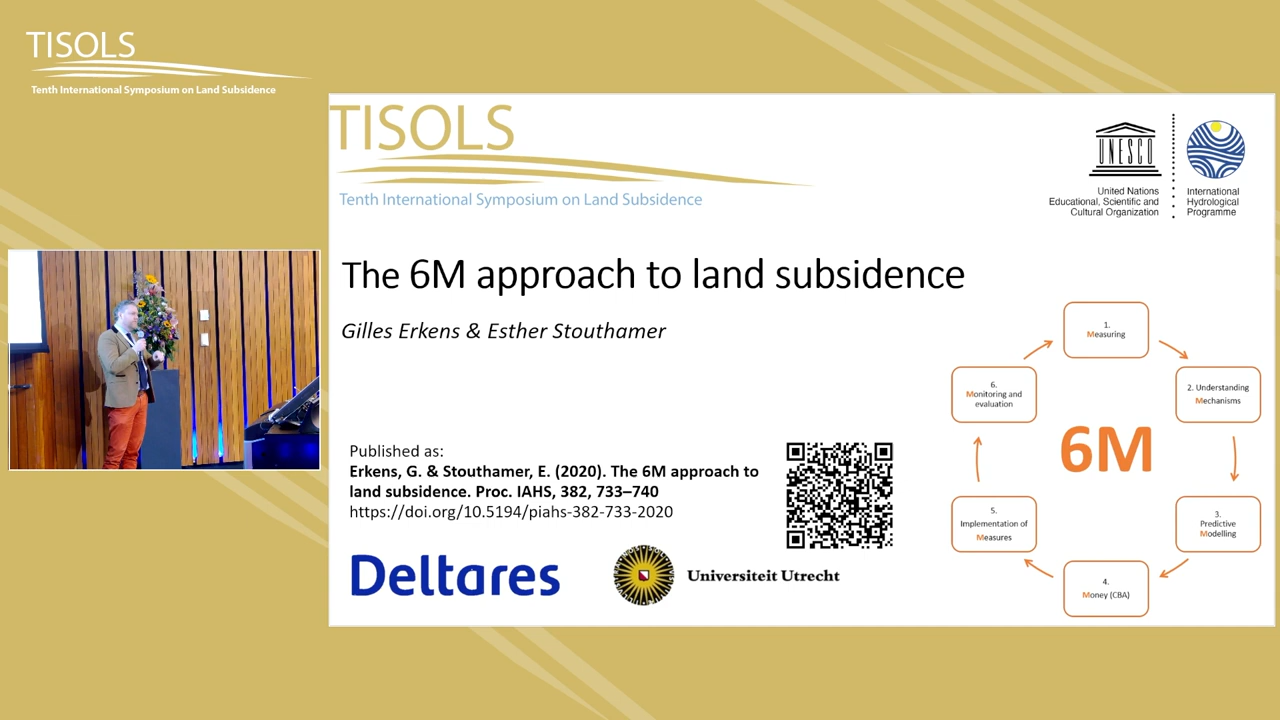 TISOLS
Tenth International Symposium on Land Subsidence
TISOLS
Tenth International Symposium on Land Subsidence
UNESCO
United Nations
Educational, Scientific and
Cultural Organization
International
Hydrological
Programme
The 6M approach to land subsidence
Gilles Erkens & Esther Stouthamer
Published as:
Erkens, G. & Stouthamer, E. (2020). The 6M approach to
land subsidence. Proc. IAHS, 382, 733–740
https://doi.org/10.5194/piahs-382-733-2020
Deltares
Universiteit Utrecht
6M
1.
Measuring
2. Understanding
Mechanisms
3.
Predictive
Modelling
4.
Money (CBA)
5.
Implementation of
Measures
6.
Monitoring and
evaluation